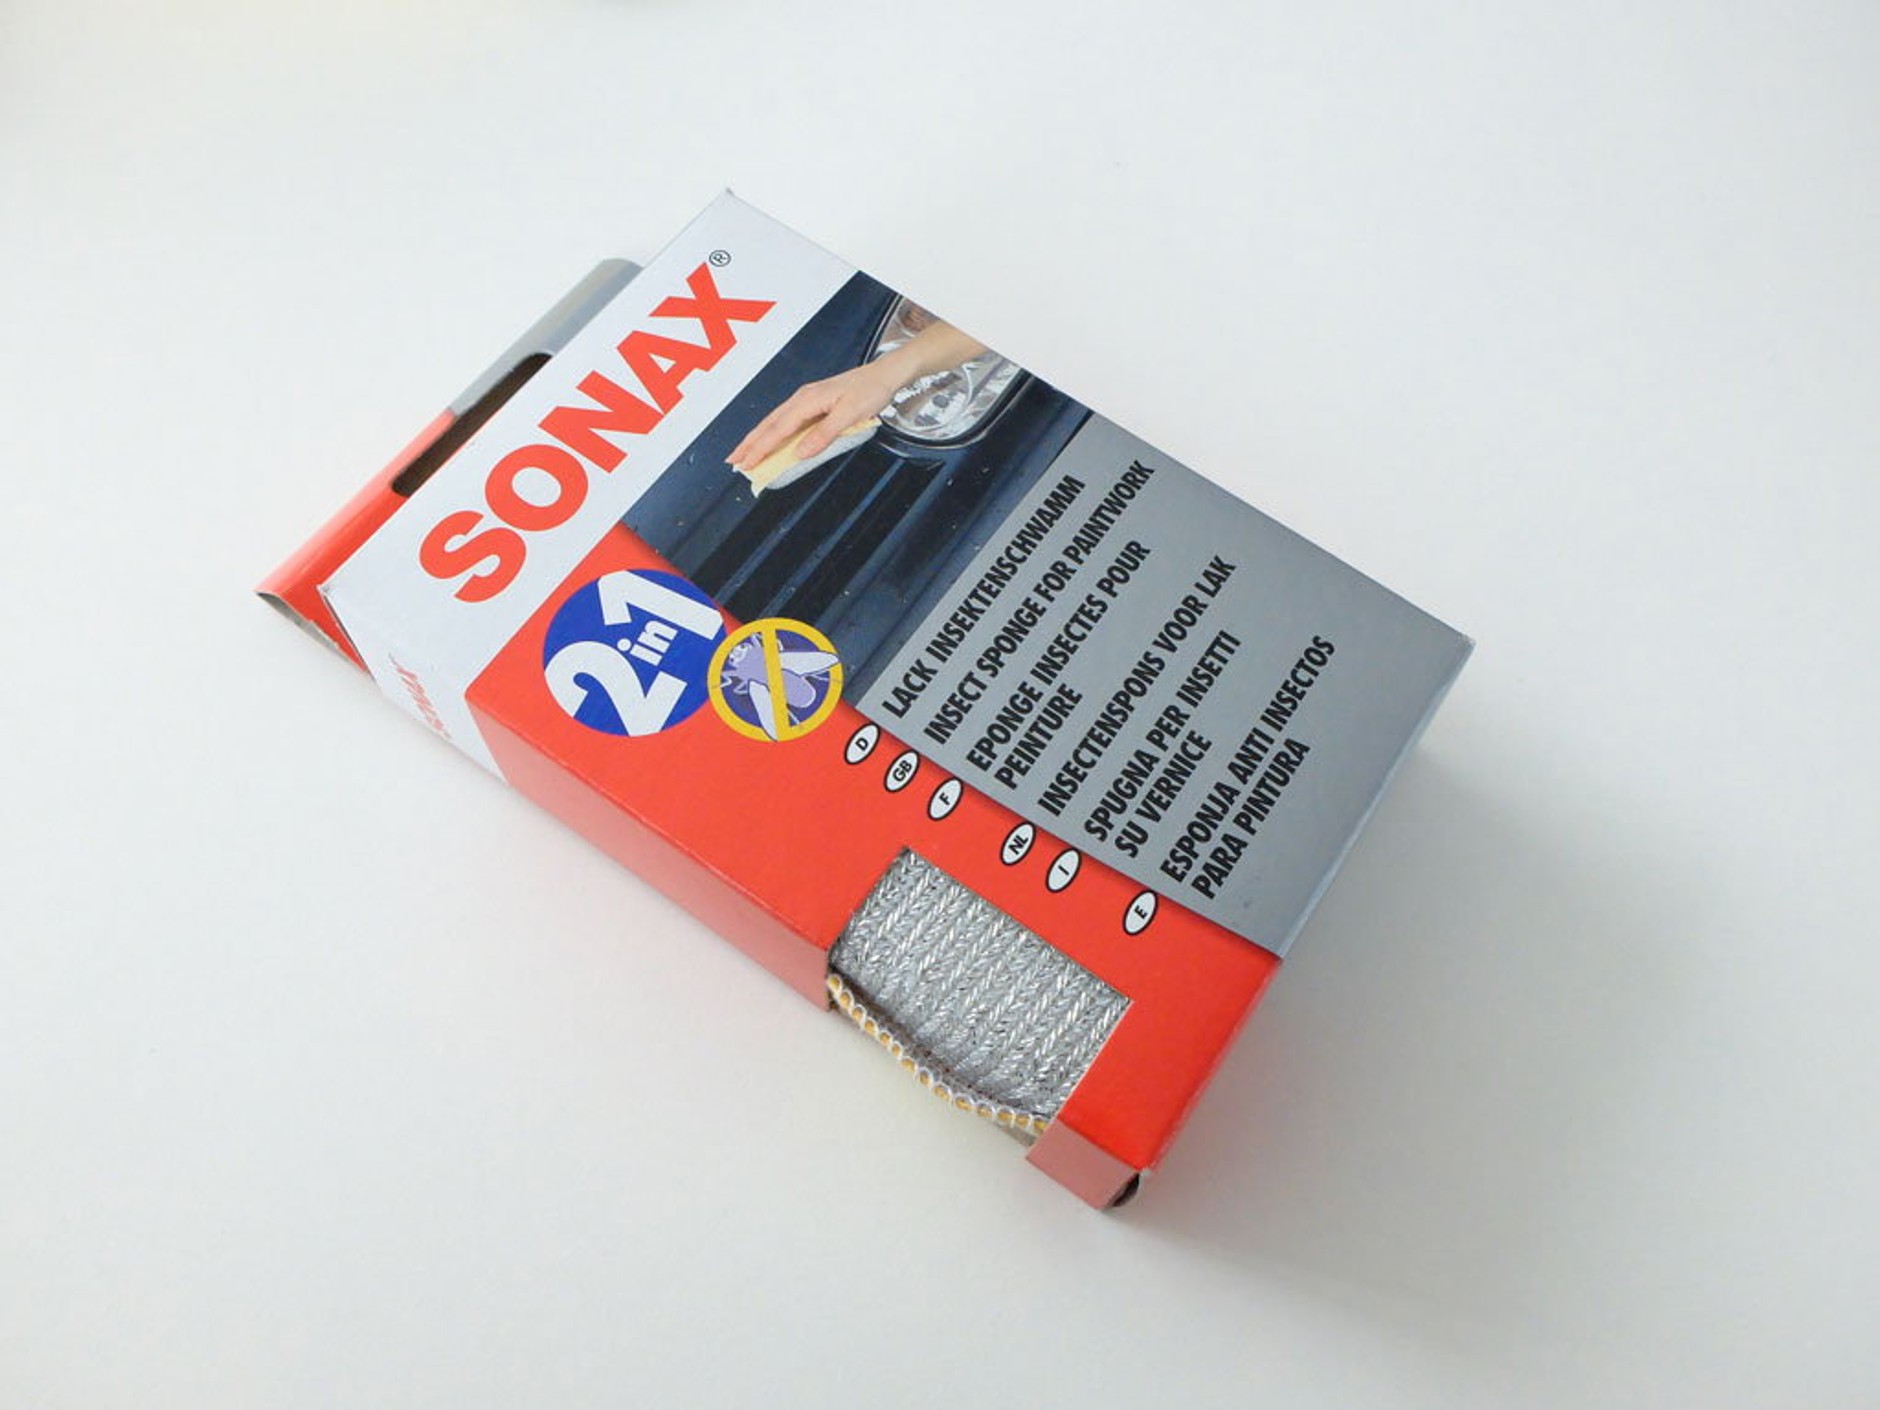 SONAX®
2in1
D LACK INSEKTENSCHWAMM
GB INSECT SPONGE FOR PAINTWORK
F EPONGE INSECTES POUR
PEINTURE
NL INSECTENSPONS VOOR LAK
I SPUGNA PER INSETTI
SU VERNICE
E ESPONJA ANTI INSECTOS
PARA PINTURA
SONAX